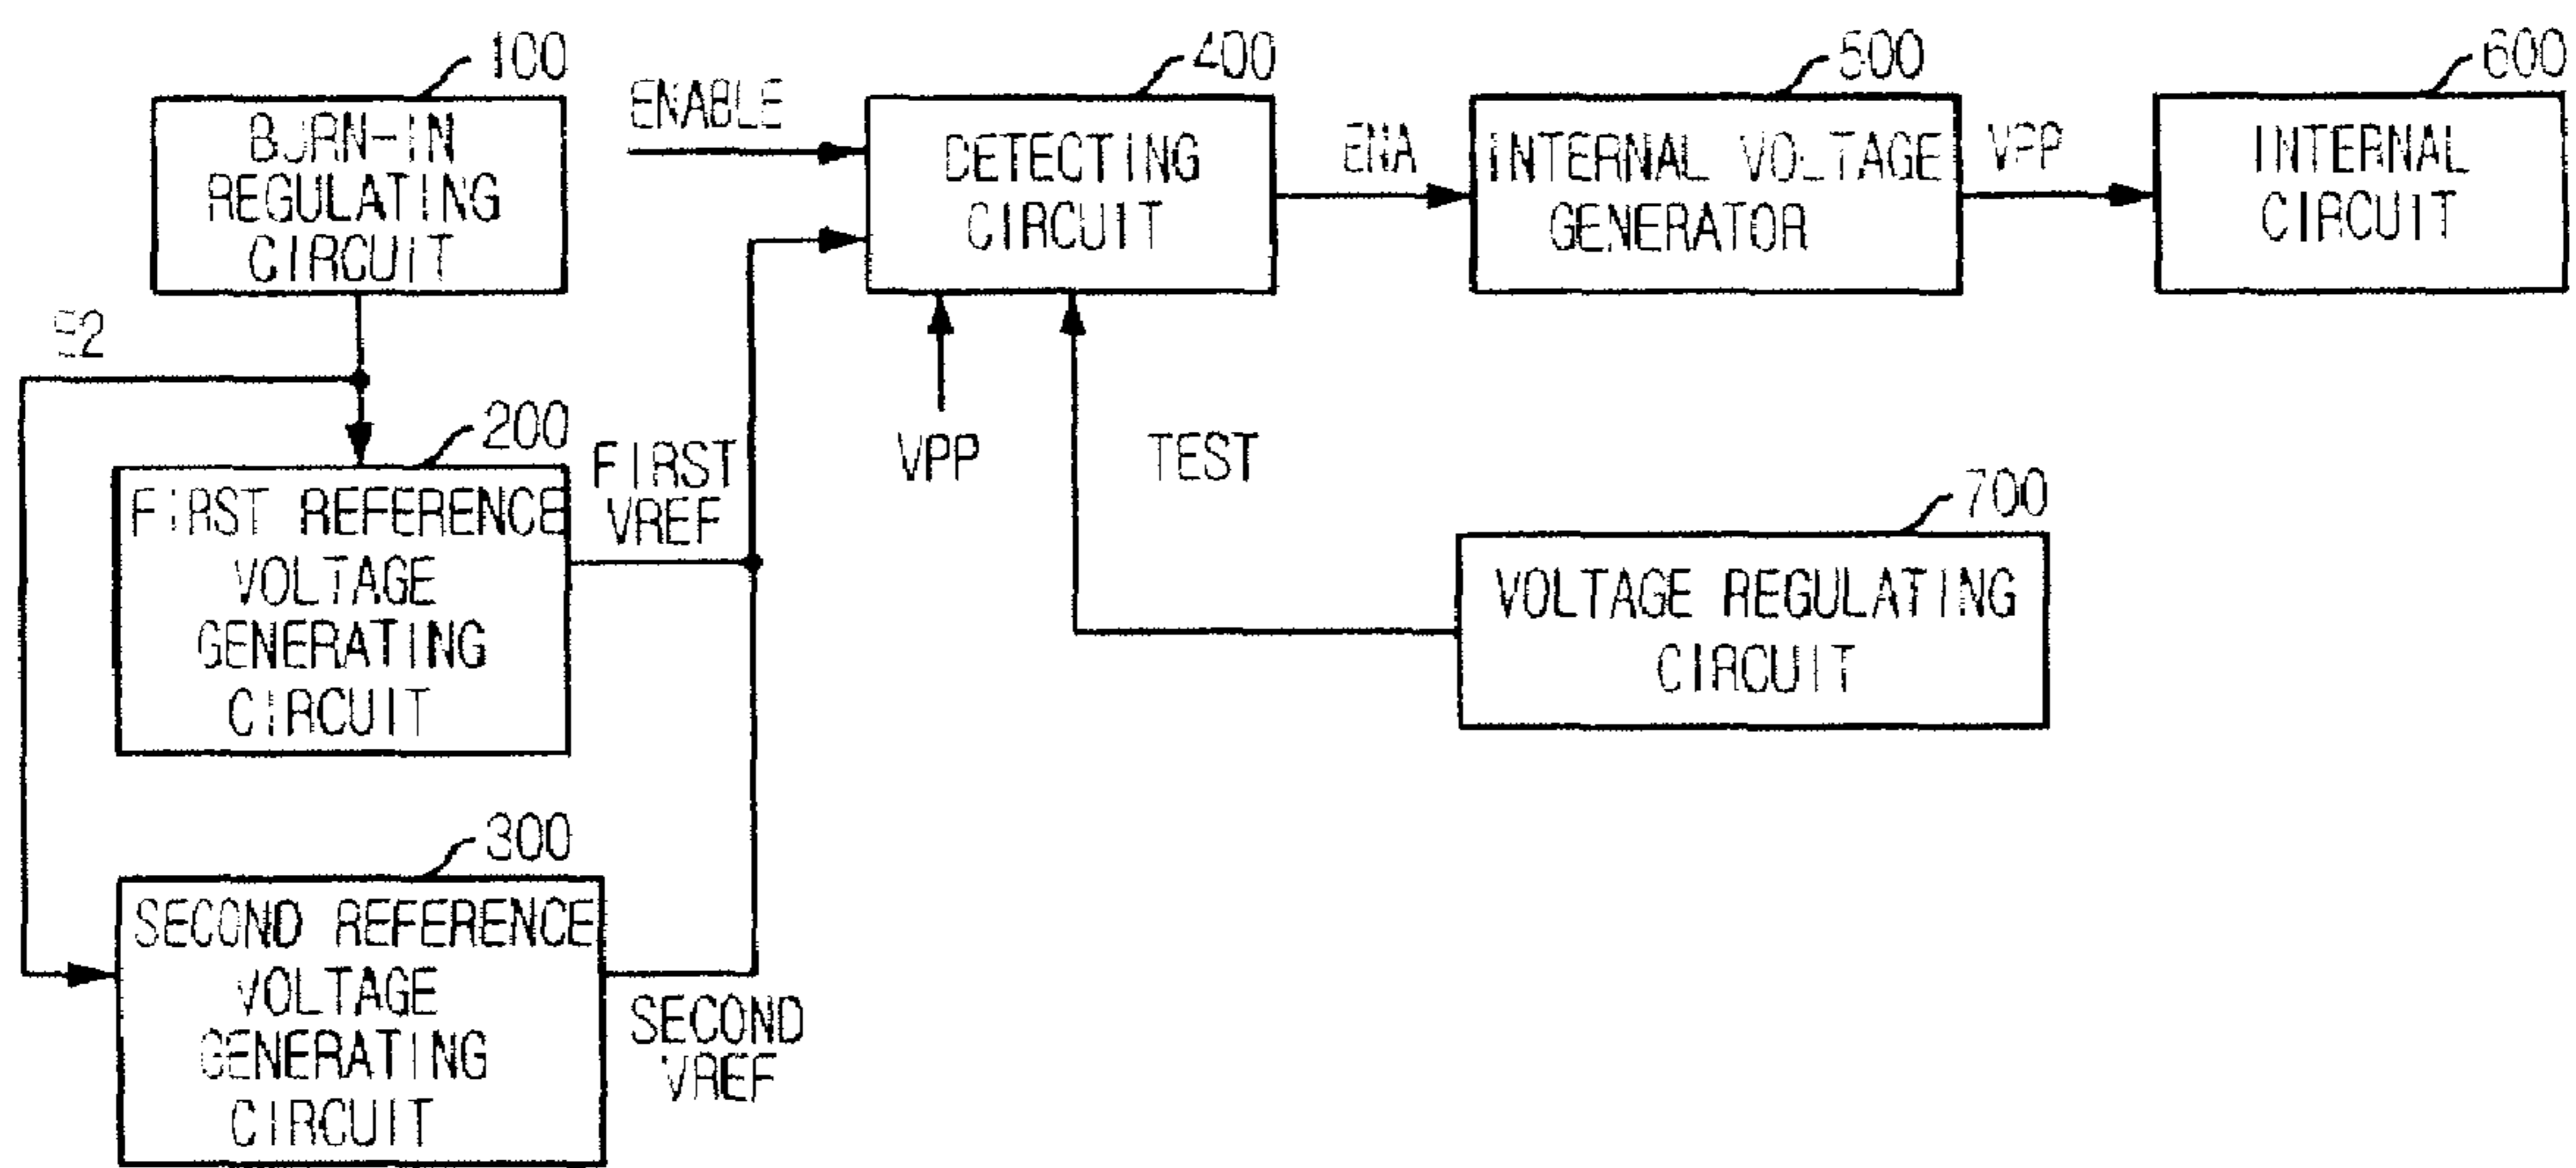 100
BURN-IN
REGULATING
CIRCUIT
ENABLE
400
DETECTING
CIRCUIT
ENA
500
INTERNAL VOLTAGE
GENERATOR
VPP
600
INTERNAL
CIRCUIT
200
FIRST REFERENCE
VOLTAGE
GENERATING
CIRCUIT
FIRST
VREF
VPP
TEST
700
VOLTAGE REGULATING
CIRCUIT
300
SECOND REFERENCE
VOLTAGE
GENERATING
CIRCUIT
SECOND
VREF